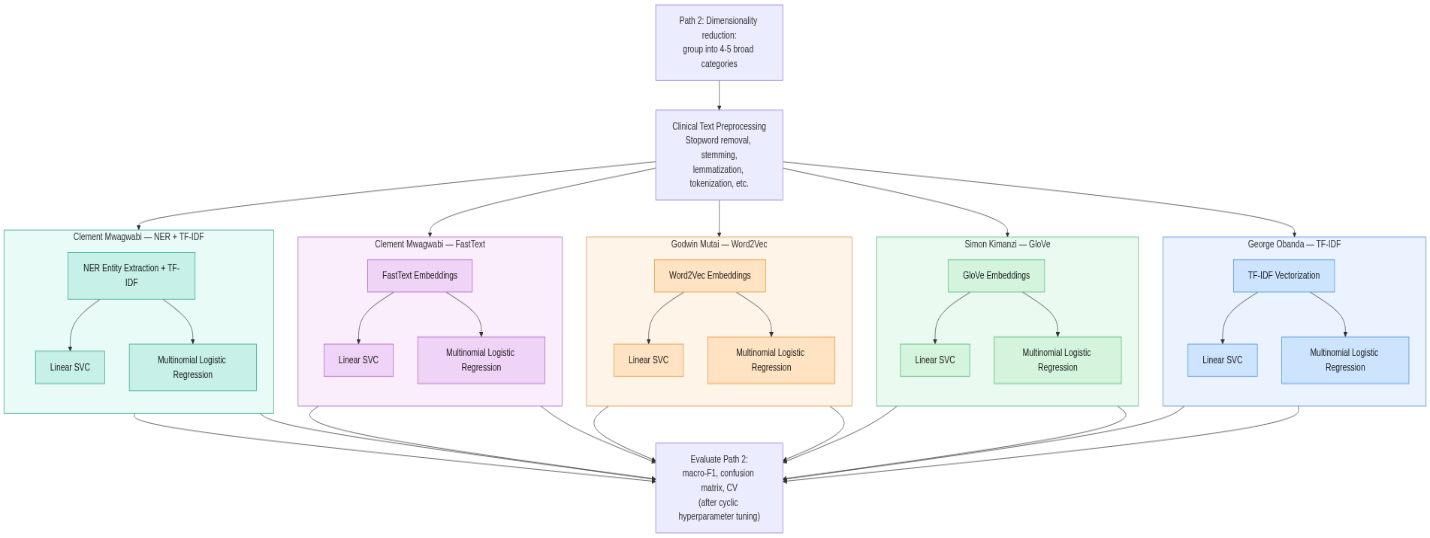 Path 2: Dimensionality
reduction:
group into 4-5 broad
categories
Clinical Text Preprocessing
Stopword removal,
stemming,
lemmatization,
tokenization, etc.
Clement Mwagwabi — NER + TF-IDF
NER Entity Extraction + TF-
IDF
Linear SVC
Multinomial Logistic
Regression
Clement Mwagwabi — FastText
FastText Embeddings
Linear SVC
Multinomial Logistic
Regression
Godwin Mutai — Word2Vec
Word2Vec Embeddings
Linear SVC
Multinomial Logistic
Regression
Simon Kimanzi — GloVe
GloVe Embeddings
Linear SVC
Multinomial Logistic
Regression
George Obanda — TF-IDF
TF-IDF Vectorization
Linear SVC
Multinomial Logistic
Regression
Evaluate Path 2:
macro-F1, confusion
matrix, CV
(after cyclic
hyperparameter tuning)